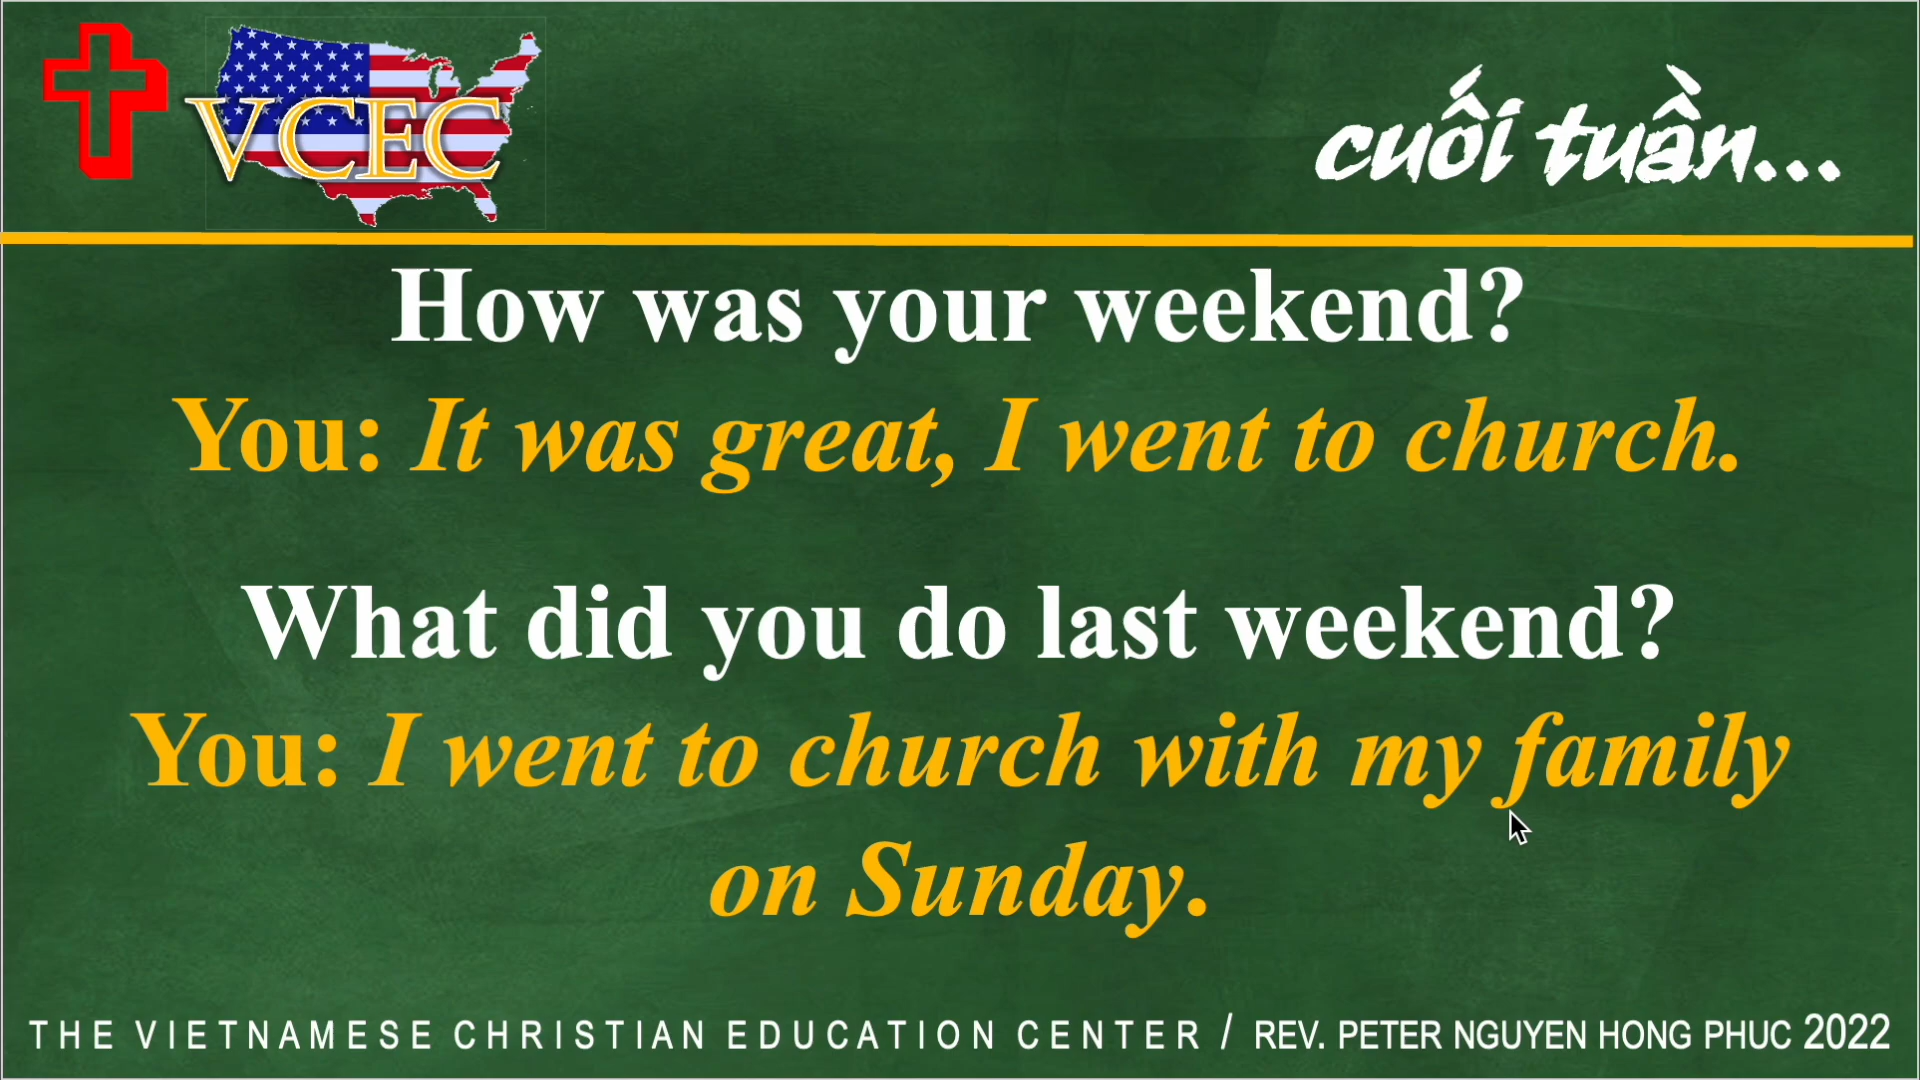 VCEC
cuối tuần...
How was your weekend?
You: It was great, I went to church.
What did you do last weekend?
You: I went to church with my family
on Sunday.
THE VIETNAMESE CHRISTIAN EDUCATION CENTER / REV. PETER NGUYEN HONG PHUC 2022